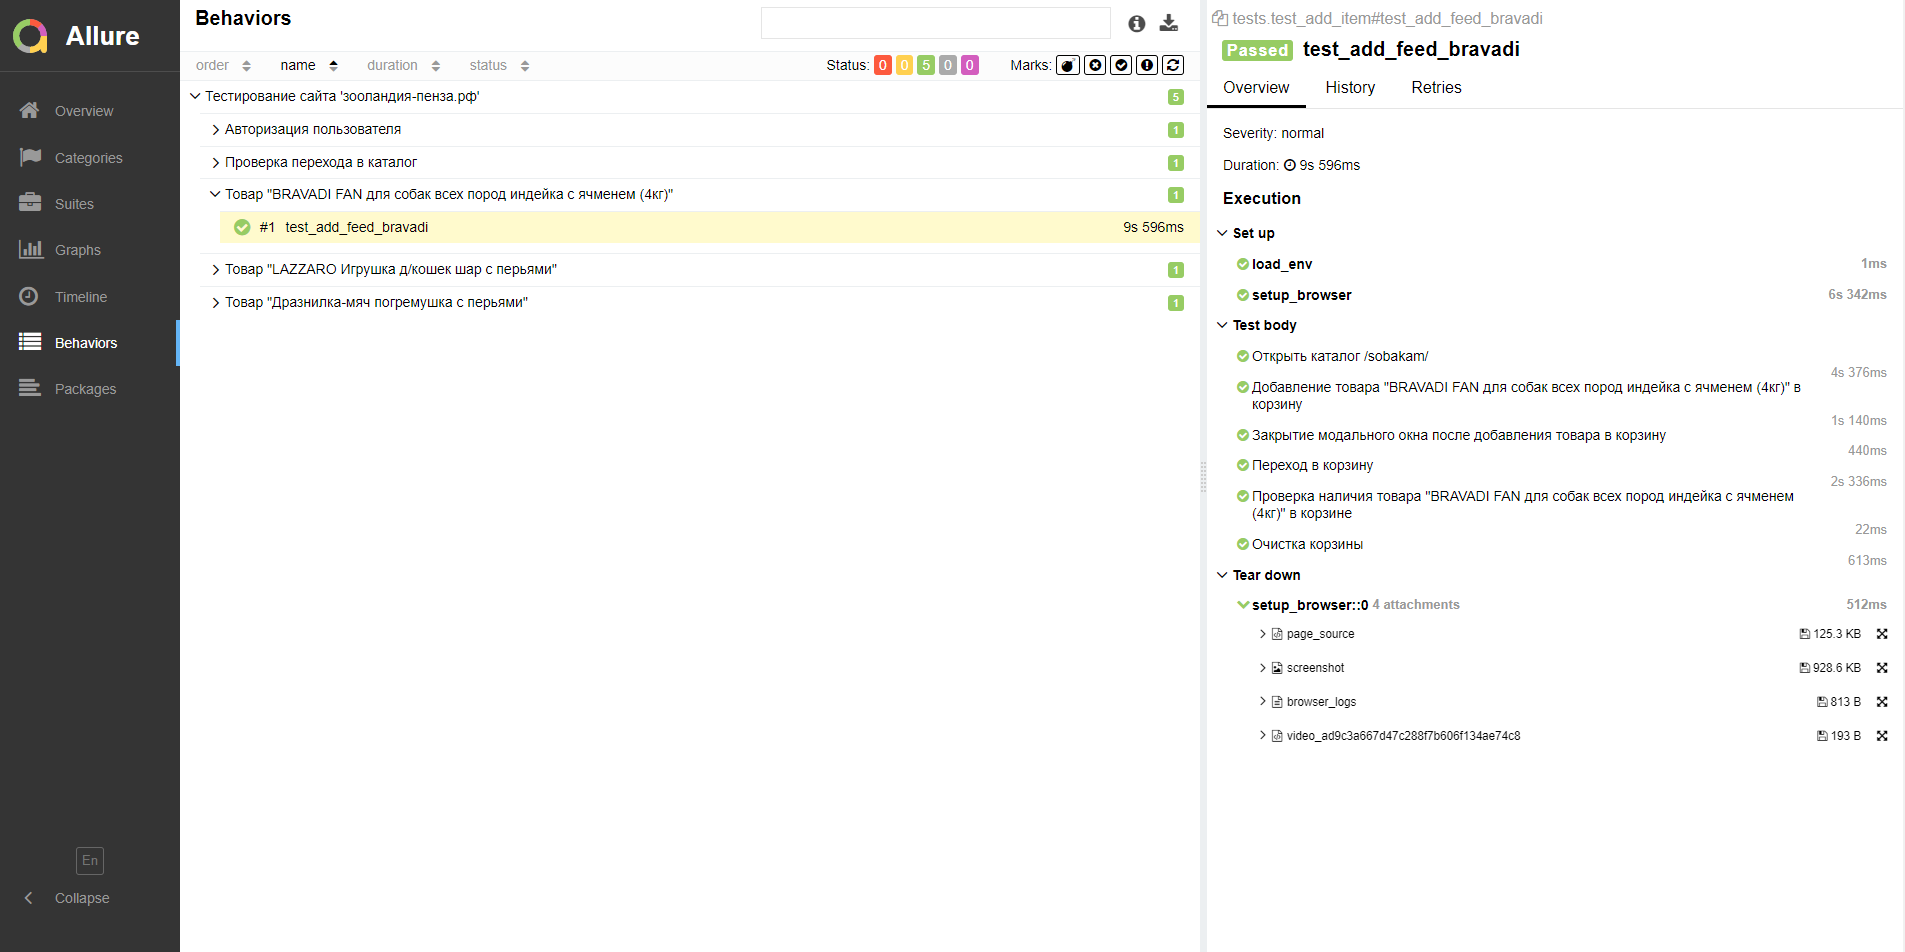 Allure
Overview
Categories
Suites
Graphs
Timeline
Behaviors
Packages
En
Collapse
Behaviors
order name duration status Status: 0 0 5 0 0 Marks:
Тестирование сайта 'зооландия-пенза.рф' 5
Авторизация пользователя 1
Проверка перехода в каталог 1
Товар "BRAVADI FAN для собак всех пород индейка с ячменем (4кг)" 1
#1 test_add_feed_bravadi 9s 596ms
Товар "LAZZARO Игрушка д/кошек шар с перьями" 1
Товар "Дразнилка-мяч погремушка с перьями" 1
tests.test_add_item#test_add_feed_bravadi
Passed test_add_feed_bravadi
Overview History Retries
Severity: normal
Duration: 9s 596ms
Execution
Set up
load_env 1ms
setup_browser 6s 342ms
Test body
Открыть каталог /sobakam/
4s 376ms
Добавление товара "BRAVADI FAN для собак всех пород индейка с ячменем (4кг)" в
корзину
1s 140ms
Закрытие модального окна после добавления товара в корзину
440ms
Переход в корзину
2s 336ms
Проверка наличия товара "BRAVADI FAN для собак всех пород индейка с ячменем
(4кг)" в корзине
22ms
Очистка корзины
613ms
Tear down
setup_browser::0 4 attachments 512ms
page_source 125.3 KB
screenshot 928.6 KB
browser_logs 813 B
video_ad9c3a667d47c288f7b606f134ae74c8 193 B